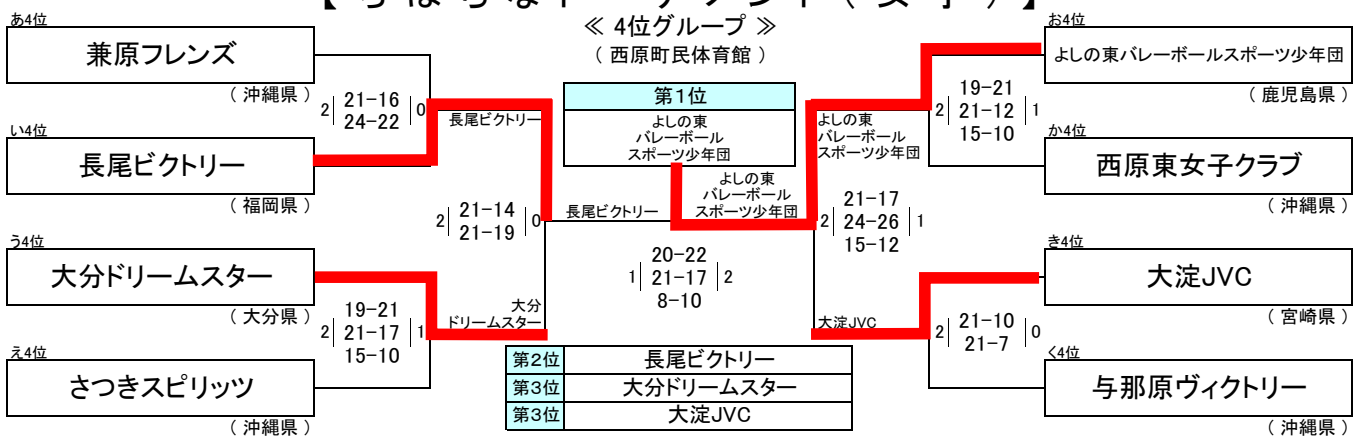 ≪ 4位グループ ≫
（ 西原町民体育館 ）
あ4位
兼原フレンズ
（ 沖縄県 ）
2 21-16 0
24-22
い4位
長尾ビクトリー
（ 福岡県 ）
長尾ビクトリー
2 21-14 0
21-19
う4位
大分ドリームスター
（ 大分県 ）
19-21
2 21-17 1
15-10
大分
ドリームスター
え4位
さつきスピリッツ
（ 沖縄県 ）
第1位
よしの東
バレーボール
スポーツ少年団
長尾ビクトリー
よしの東
バレーボール
スポーツ少年団
20-22
1 21-17 2
8-10
第2位 長尾ビクトリー
第3位 大分ドリームスター
第3位 大淀JVC
お4位
よしの東バレーボールスポーツ少年団
（ 鹿児島県 ）
よしの東
バレーボール
スポーツ少年団
19-21
2 21-12 1
15-10
か4位
西原東女子クラブ
（ 沖縄県 ）
21-17
2 24-26 1
15-12
き4位
大淀JVC
（ 宮崎県 ）
大淀JVC
2 21-10 0
21-7
く4位
与那原ヴィクトリー
（ 沖縄県 ）